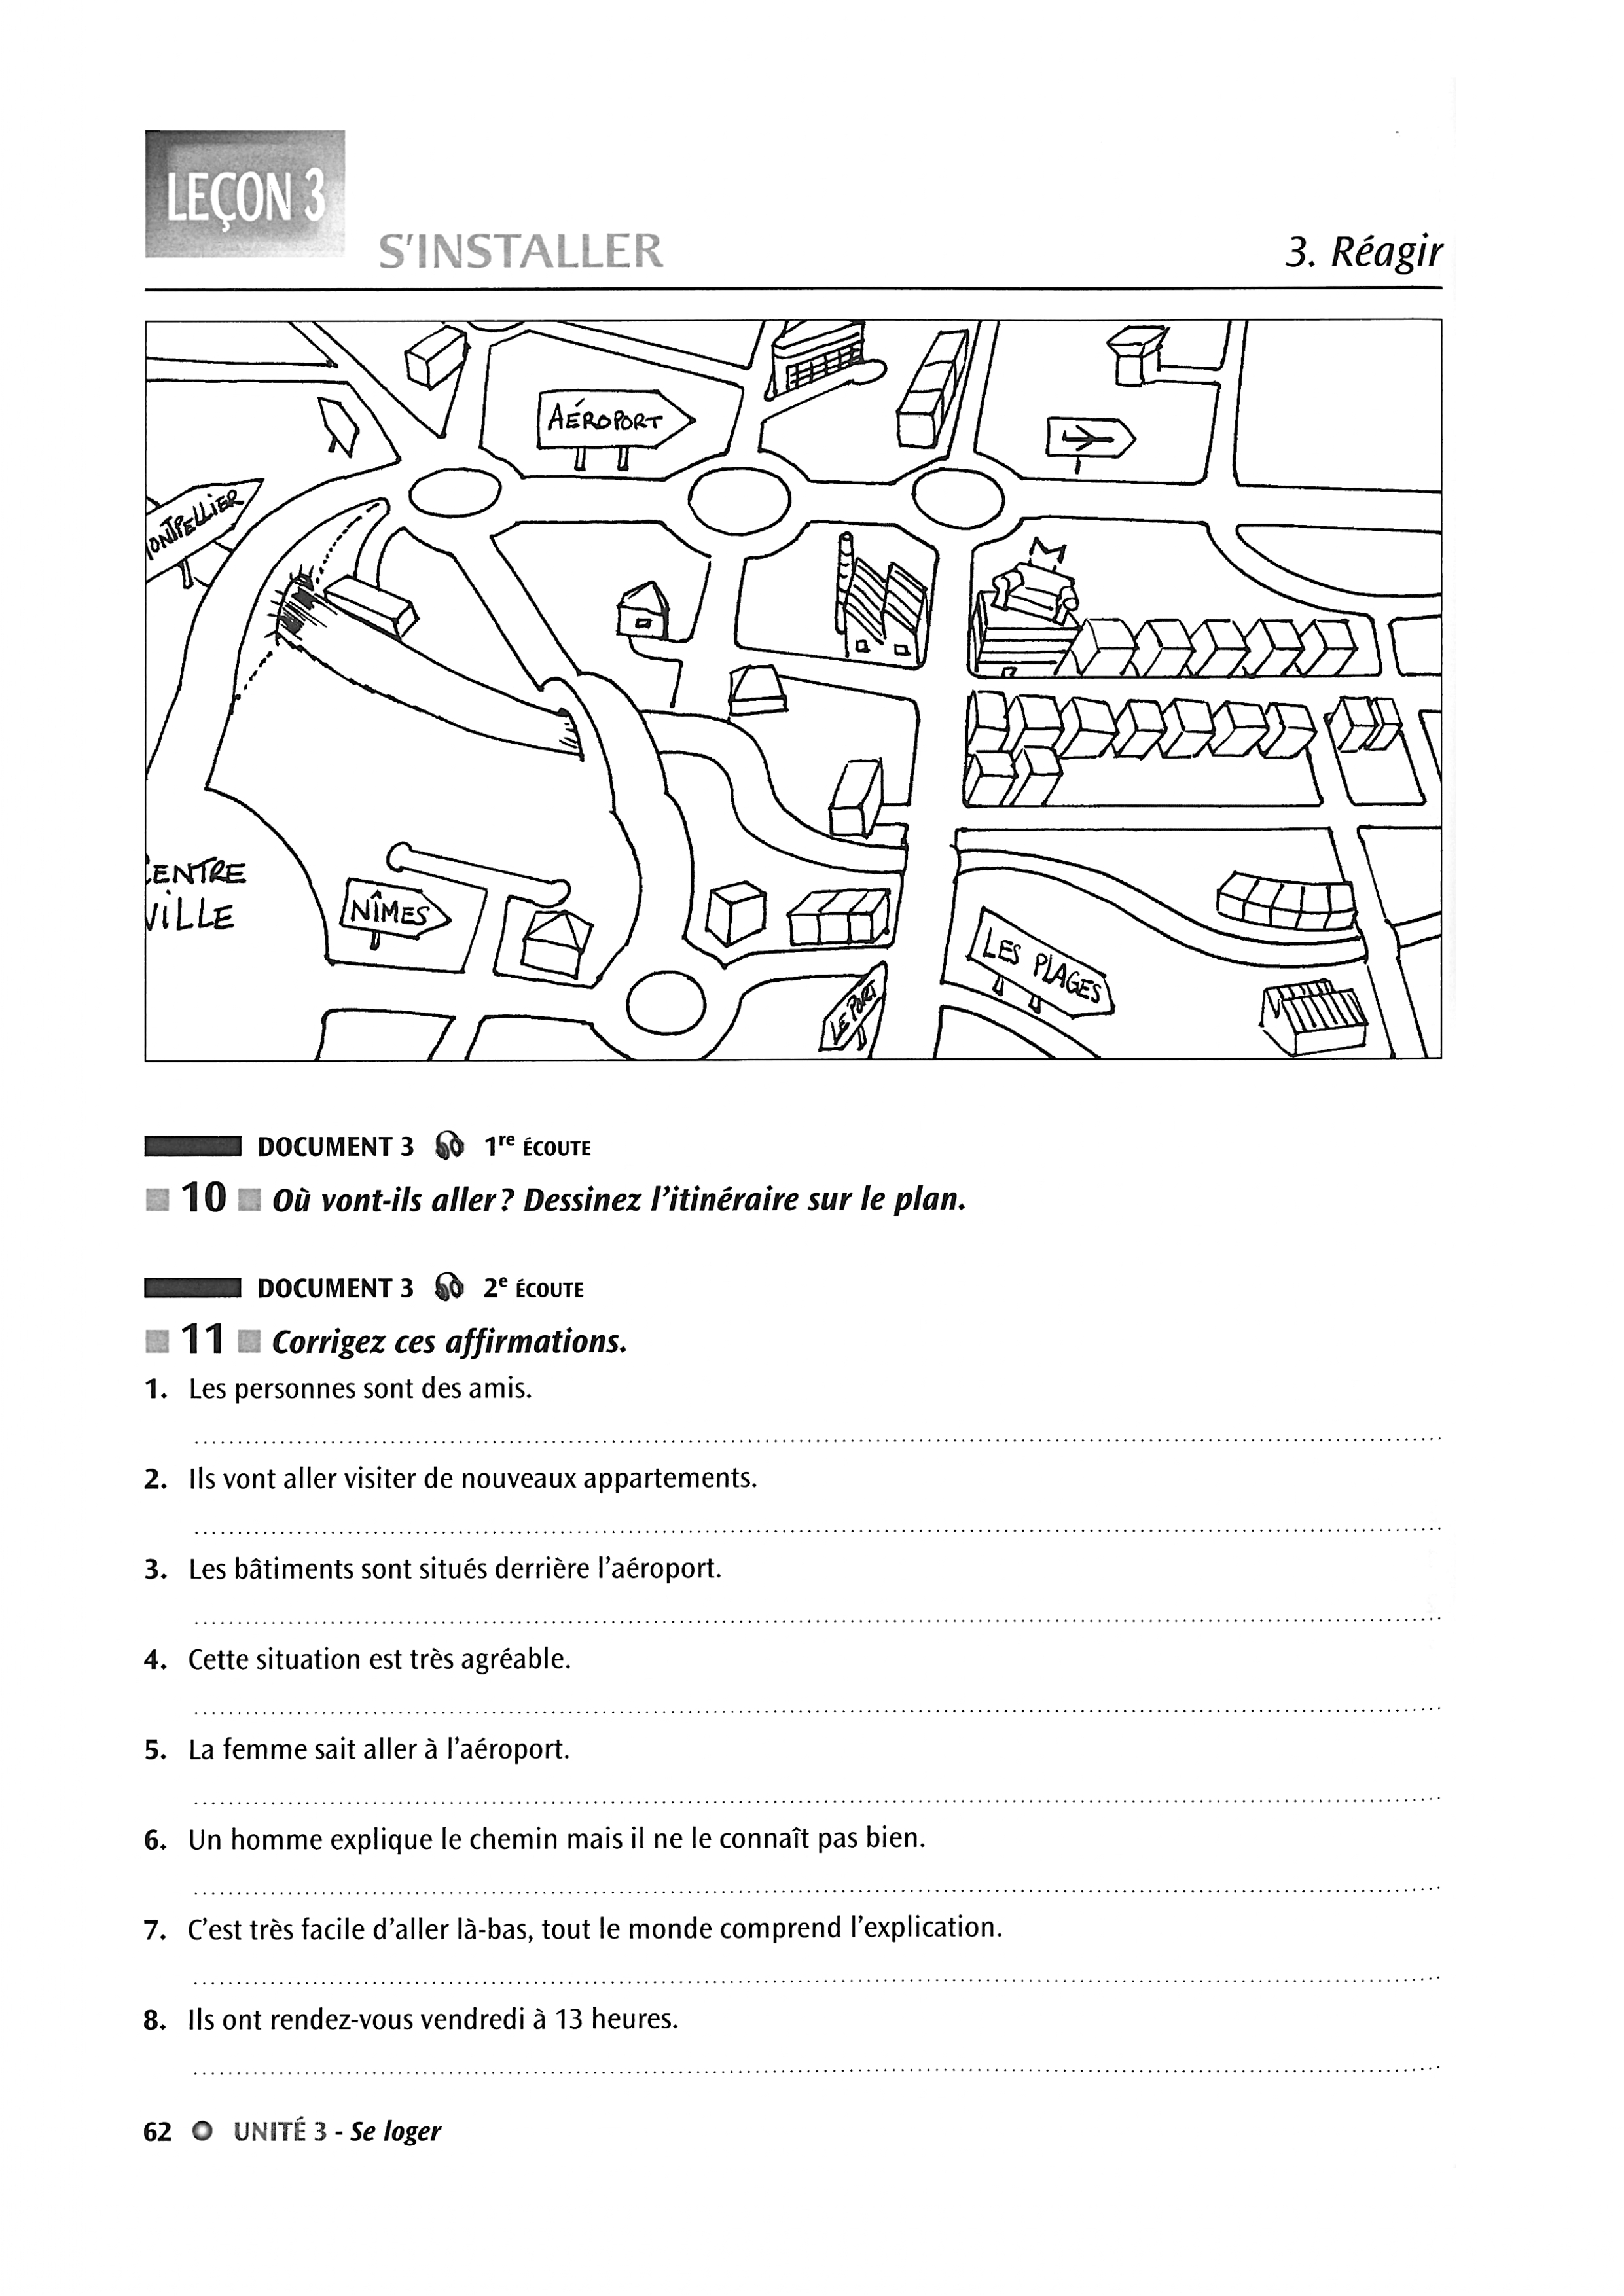 LEÇON 3
S'INSTALLER
3. Réagir
AÉROPORT
ONTPELLIER
CENTRE
VILLE
NÎMES
LES PLAGES
LE PORT
DOCUMENT 3 1re ÉCOUTE
10 Où vont-ils aller ? Dessinez l'itinéraire sur le plan.
DOCUMENT 3 2e ÉCOUTE
11 Corrigez ces affirmations.
1. Les personnes sont des amis.
2. Ils vont aller visiter de nouveaux appartements.
3. Les bâtiments sont situés derrière l'aéroport.
4. Cette situation est très agréable.
5. La femme sait aller à l'aéroport.
6. Un homme explique le chemin mais il ne le connaît pas bien.
7. C'est très facile d'aller là-bas, tout le monde comprend l'explication.
8. Ils ont rendez-vous vendredi à 13 heures.
62 UNITÉ 3 - Se loger